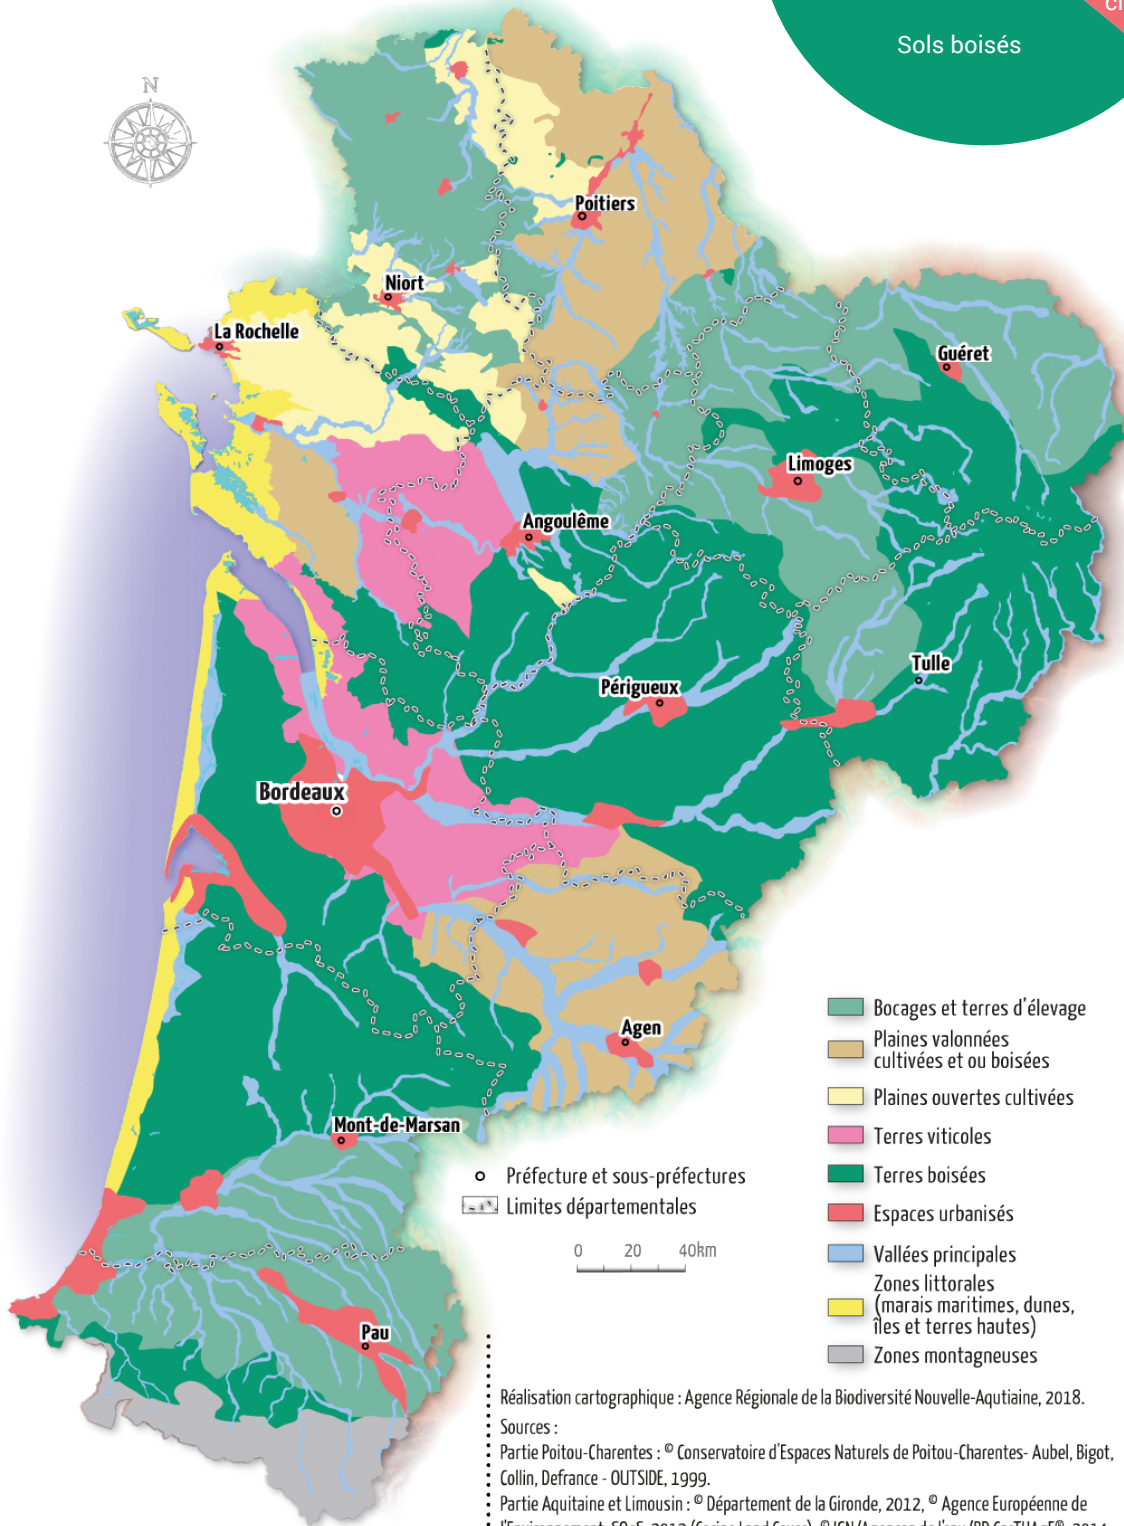 ci
Sols boisés
N
Poitiers
Niort
La Rochelle
Guéret
Limoges
Angoulême
Tulle
Périgueux
Bordeaux
Agen
Mont-de-Marsan
Pau
Bocages et terres d'élevage
Plaines valonnées
cultivées et ou boisées
Plaines ouvertes cultivées
Terres viticoles
Terres boisées
Espaces urbanisés
Vallées principales
Zones littorales
(marais maritimes, dunes,
îles et terres hautes)
Zones montagneuses
Préfecture et sous-préfectures
Limites départementales
0 20 40km
Réalisation cartographique : Agence Régionale de la Biodiversité Nouvelle-Aqutiaine, 2018.
Sources :
Partie Poitou-Charentes : © Conservatoire d'Espaces Naturels de Poitou-Charentes- Aubel, Bigot,
Collin, Defrance - OUTSIDE, 1999.
Partie Aquitaine et Limousin : © Département de la Gironde, 2012, © Agence Européenne de